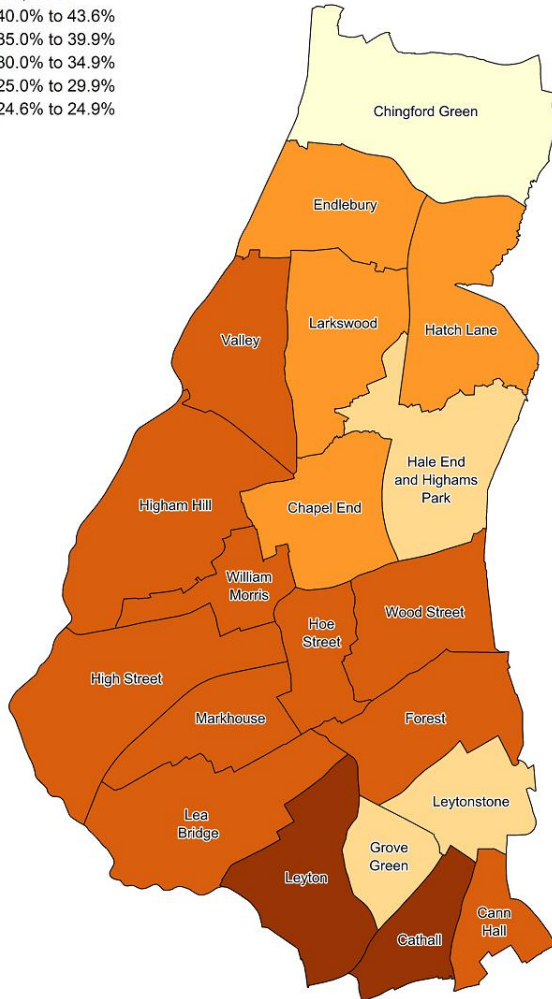 40.0% to 43.6%
35.0% to 39.9%
30.0% to 34.9%
25.0% to 29.9%
24.6% to 24.9%
Chingford Green
Endlebury
Larkswood
Hatch Lane
Valley
Hale End
and Highams
Park
Higham Hill
Chapel End
William
Morris
Hoe
Street
Wood Street
High Street
Markhouse
Forest
Leytonstone
Lea
Bridge
Grove
Green
Leyton
Cann
Hall
Cathall